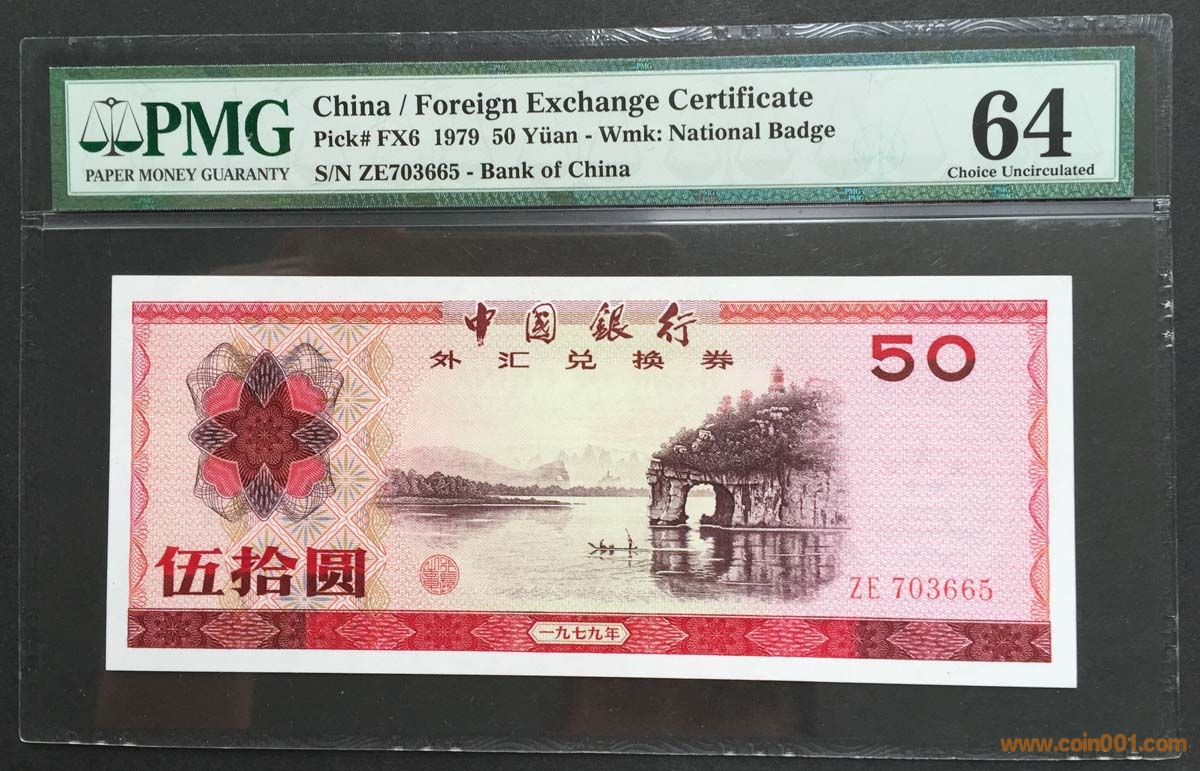 PMG
PAPER MONEY GUARANTY
China / Foreign Exchange Certificate
Pick# FX6 1979 50 Yüan - Wmk: National Badge
S/N ZE703665 - Bank of China
64
Choice Uncirculated
中国銀行
外汇兑换券
50
伍拾圆
ZE 703665
一九七九年
www.coin001.com